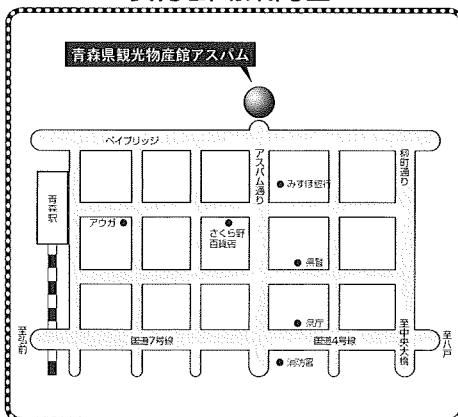 青森県観光物産館アスパム
ベイブリッジ
アスパム通り
柳町通り
みずほ銀行
青森駅
アウガ
さくら野
百貨店
県警
県庁
至弘前
国道7号線
国道4号線
至中央大橋
至八戸
消防署